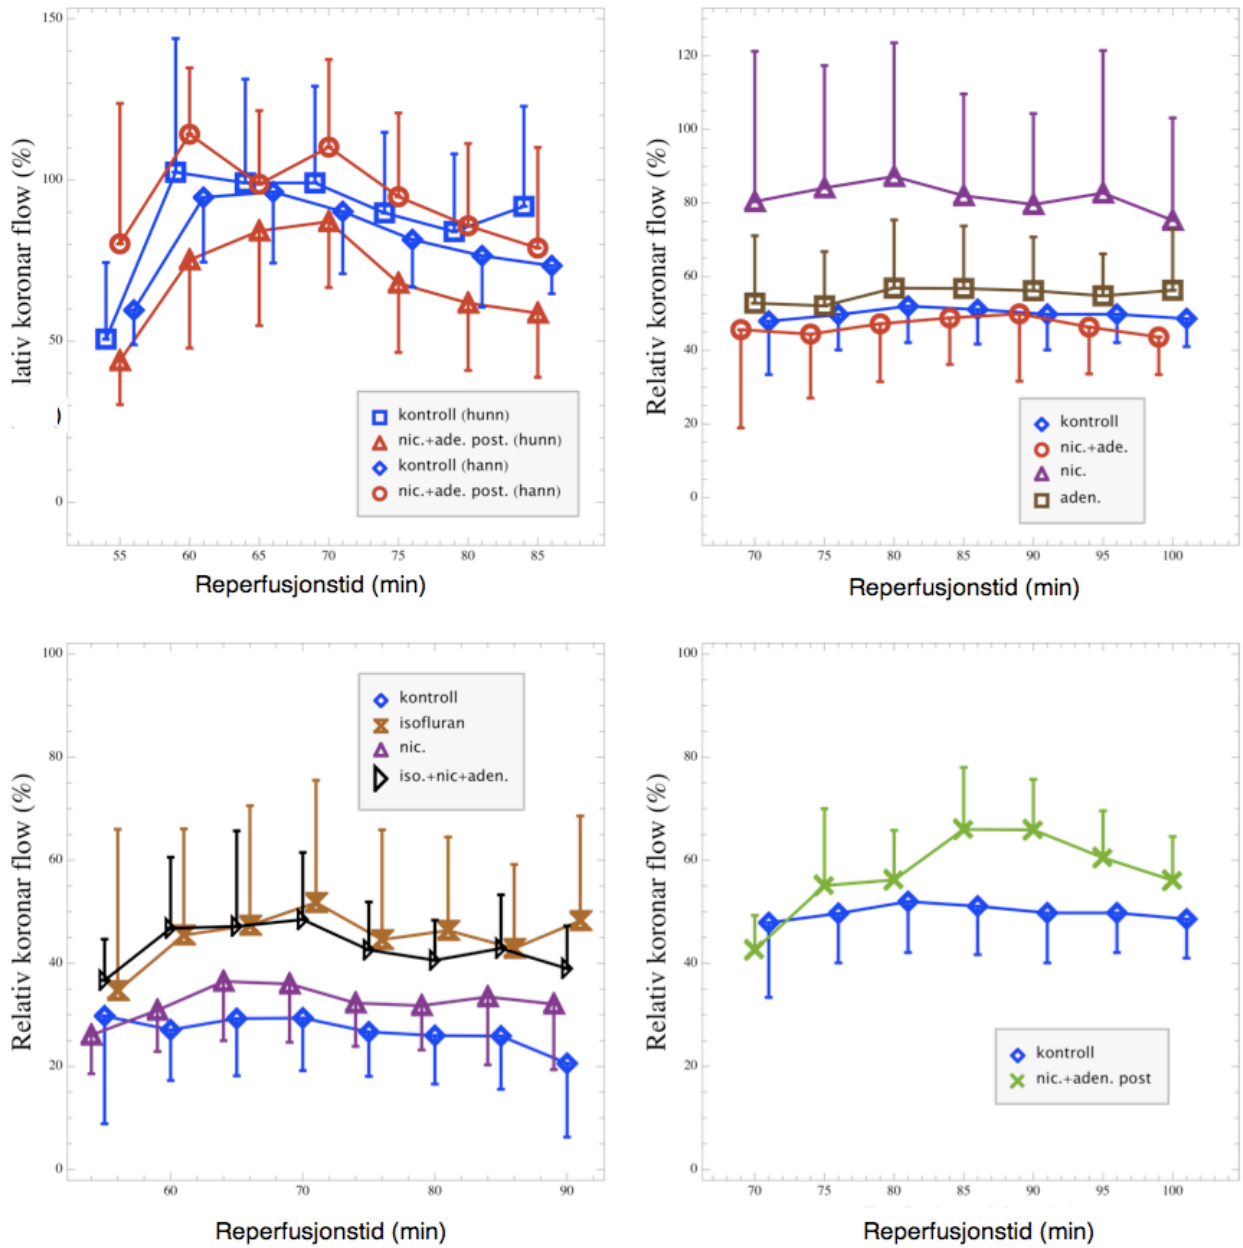 150
100
50
0
lativ koronar flow (%)
)
kontroll (hunn)
nic.+ade. post. (hunn)
kontroll (hann)
nic.+ade. post. (hann)
55 60 65 70 75 80 85
Reperfusjonstid (min)
120
100
80
60
40
20
0
Relativ koronar flow (%)
kontroll
nic.+ade.
nic.
aden.
70 75 80 85 90 95 100
Reperfusjonstid (min)
100
80
60
40
20
0
Relativ koronar flow (%)
kontroll
isofluran
nic.
iso.+nic+aden.
60 70 80 90
Reperfusjonstid (min)
100
80
60
40
20
0
Relativ koronar flow (%)
kontroll
nic.+aden. post
70 75 80 85 90 95 100
Reperfusjonstid (min)